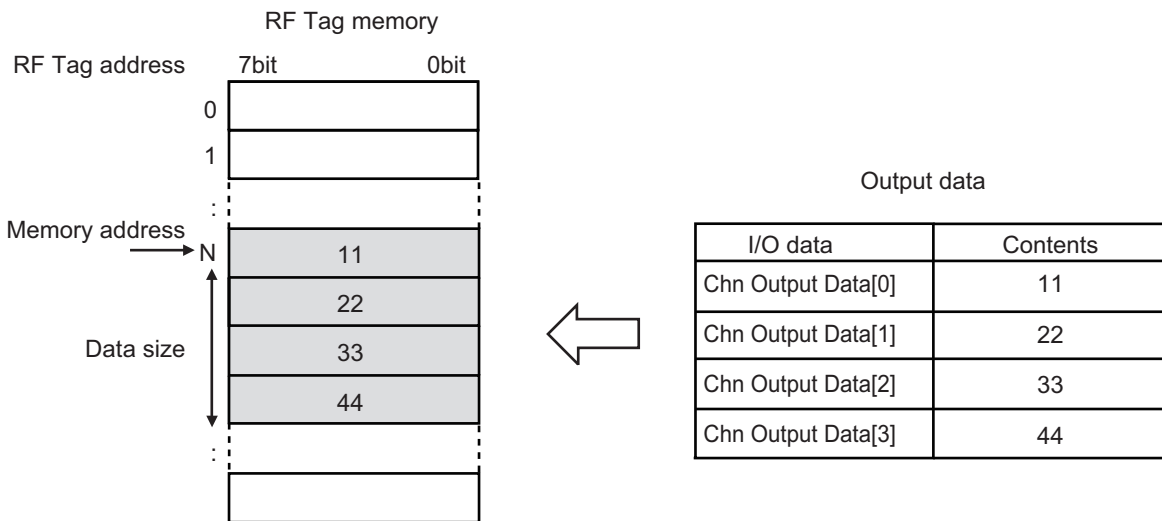 RF Tag memory
RF Tag address 7bit 0bit
0
1
:
Memory address
N 11
22
Data size 33
44
:
Output data
I/O data Contents
Chn Output Data[0] 11
Chn Output Data[1] 22
Chn Output Data[2] 33
Chn Output Data[3] 44